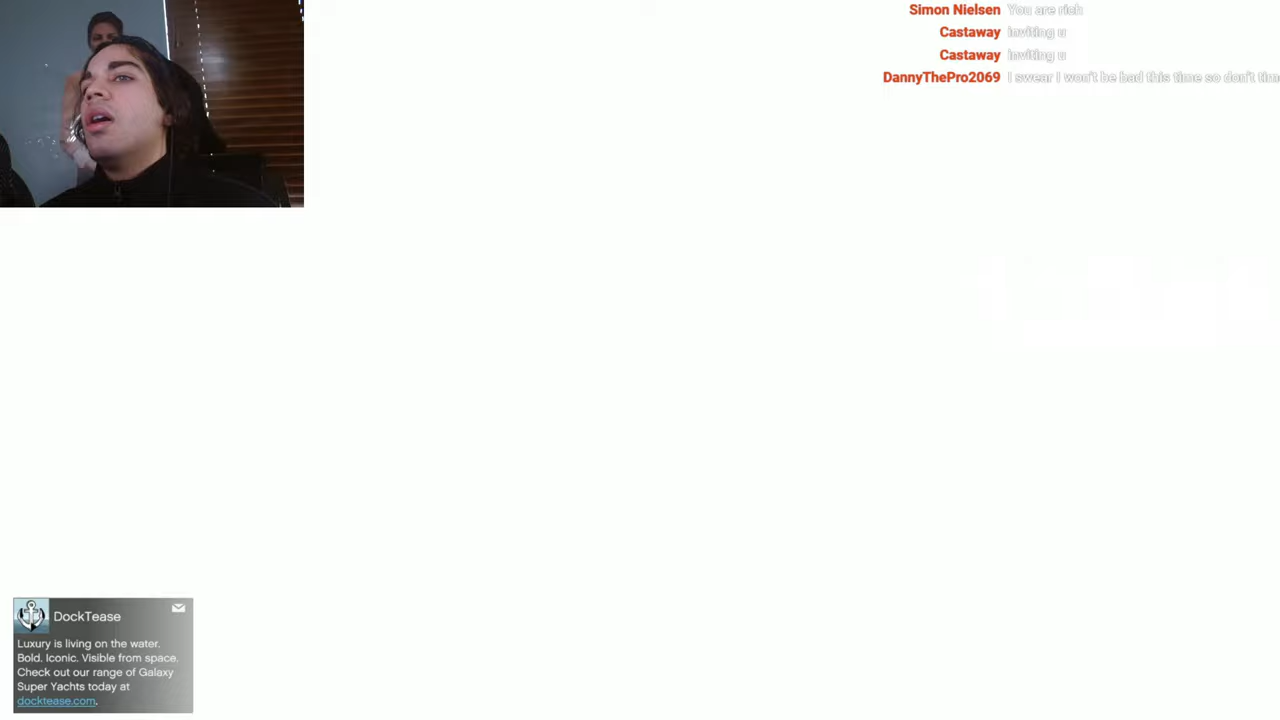 Simon Nielsen You are rich
Castaway inviting u
Castaway inviting u
DannyThePro2069 I swear I won't be bad this time so don't time
DockTease
Luxury is living on the water.
Bold. Iconic. Visible from space.
Check out our range of Galaxy
Super Yachts today at
docktease.com.